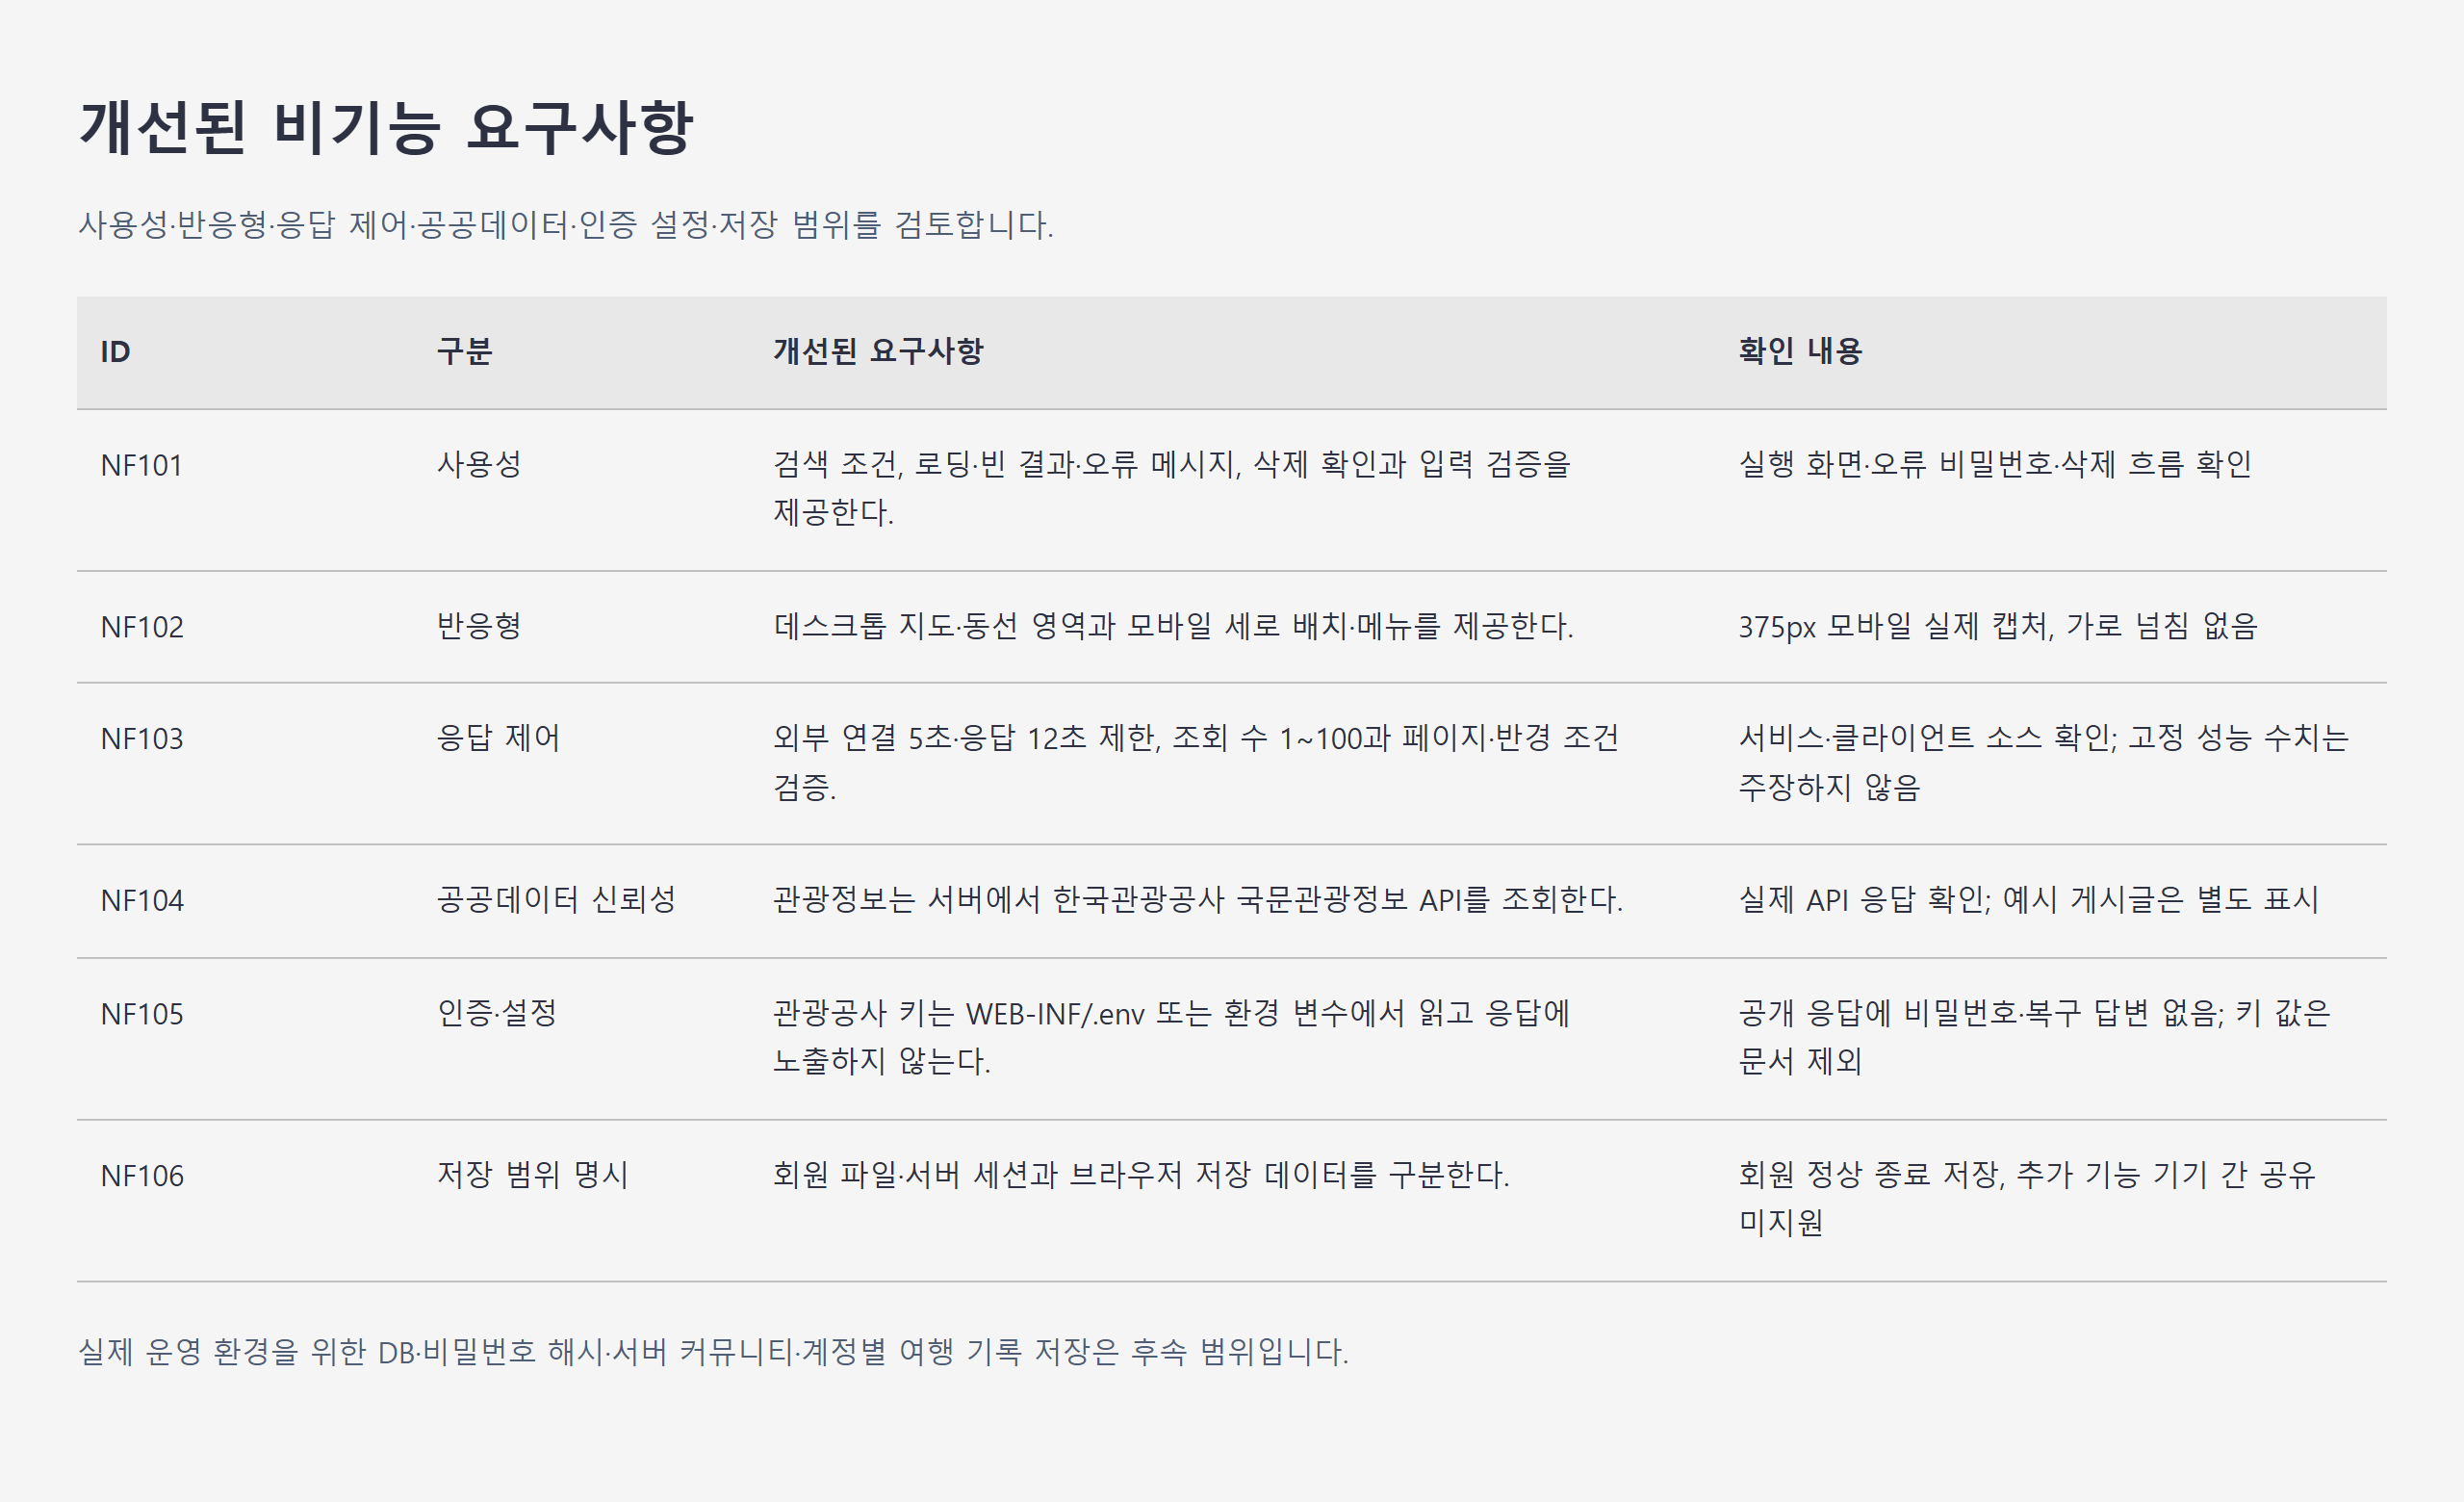 개선된 비기능 요구사항
사용성·반응형·응답 제어·공공데이터·인증 설정·저장 범위를 검토합니다.
ID 구분 개선된 요구사항 확인 내용
NF101 사용성 검색 조건, 로딩·빈 결과·오류 메시지, 삭제 확인과 입력 검증을 실행 화면·오류 비밀번호·삭제 흐름 확인
제공한다.
NF102 반응형 데스크톱 지도·동선 영역과 모바일 세로 배치·메뉴를 제공한다. 375px 모바일 실제 캡처, 가로 넘침 없음
NF103 응답 제어 외부 연결 5초·응답 12초 제한, 조회 수 1~100과 페이지·반경 조건 서비스·클라이언트 소스 확인; 고정 성능 수치는
검증. 주장하지 않음
NF104 공공데이터 신뢰성 관광정보는 서버에서 한국관광공사 국문관광정보 API를 조회한다. 실제 API 응답 확인; 예시 게시글은 별도 표시
NF105 인증·설정 관광공사 키는 WEB-INF/.env 또는 환경 변수에서 읽고 응답에 공개 응답에 비밀번호·복구 답변 없음; 키 값은
노출하지 않는다. 문서 제외
NF106 저장 범위 명시 회원 파일·서버 세션과 브라우저 저장 데이터를 구분한다. 회원 정상 종료 저장, 추가 기능 기기 간 공유
미지원
실제 운영 환경을 위한 DB·비밀번호 해시·서버 커뮤니티·계정별 여행 기록 저장은 후속 범위입니다.